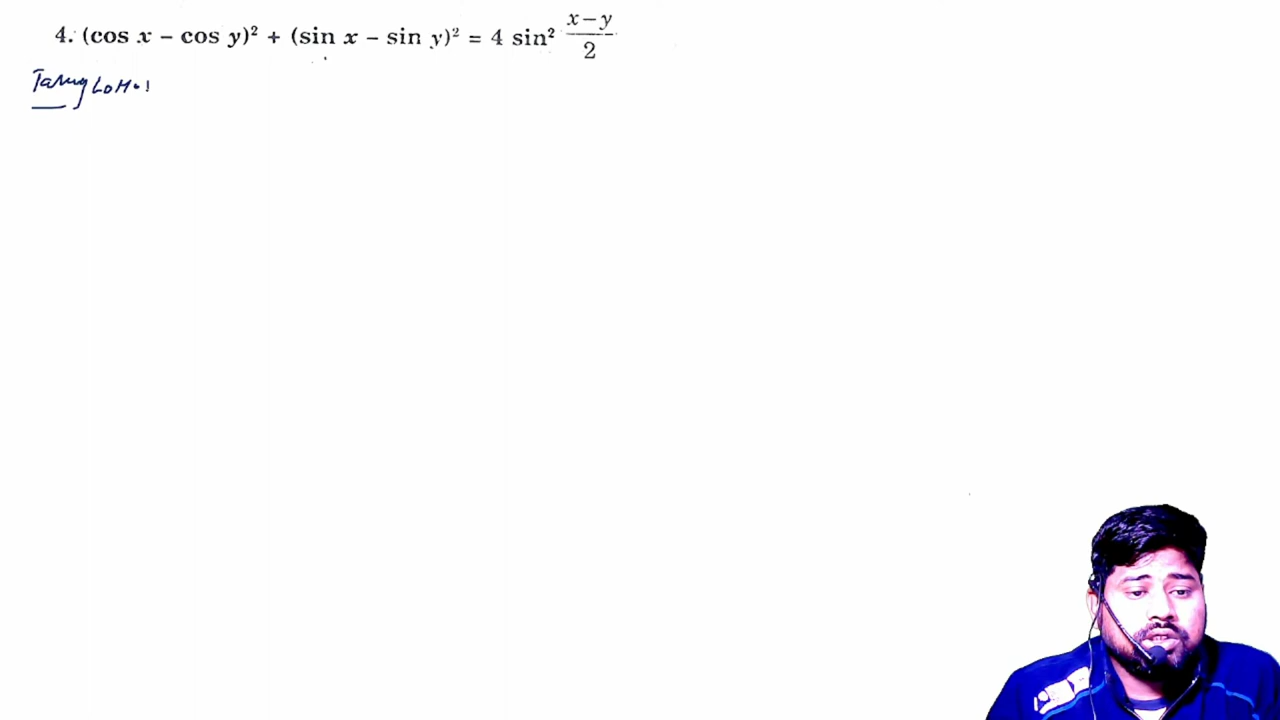 4. (cos x − cos y)² + (sin x − sin y)² = 4 sin² x−y/2
Taking L.H.